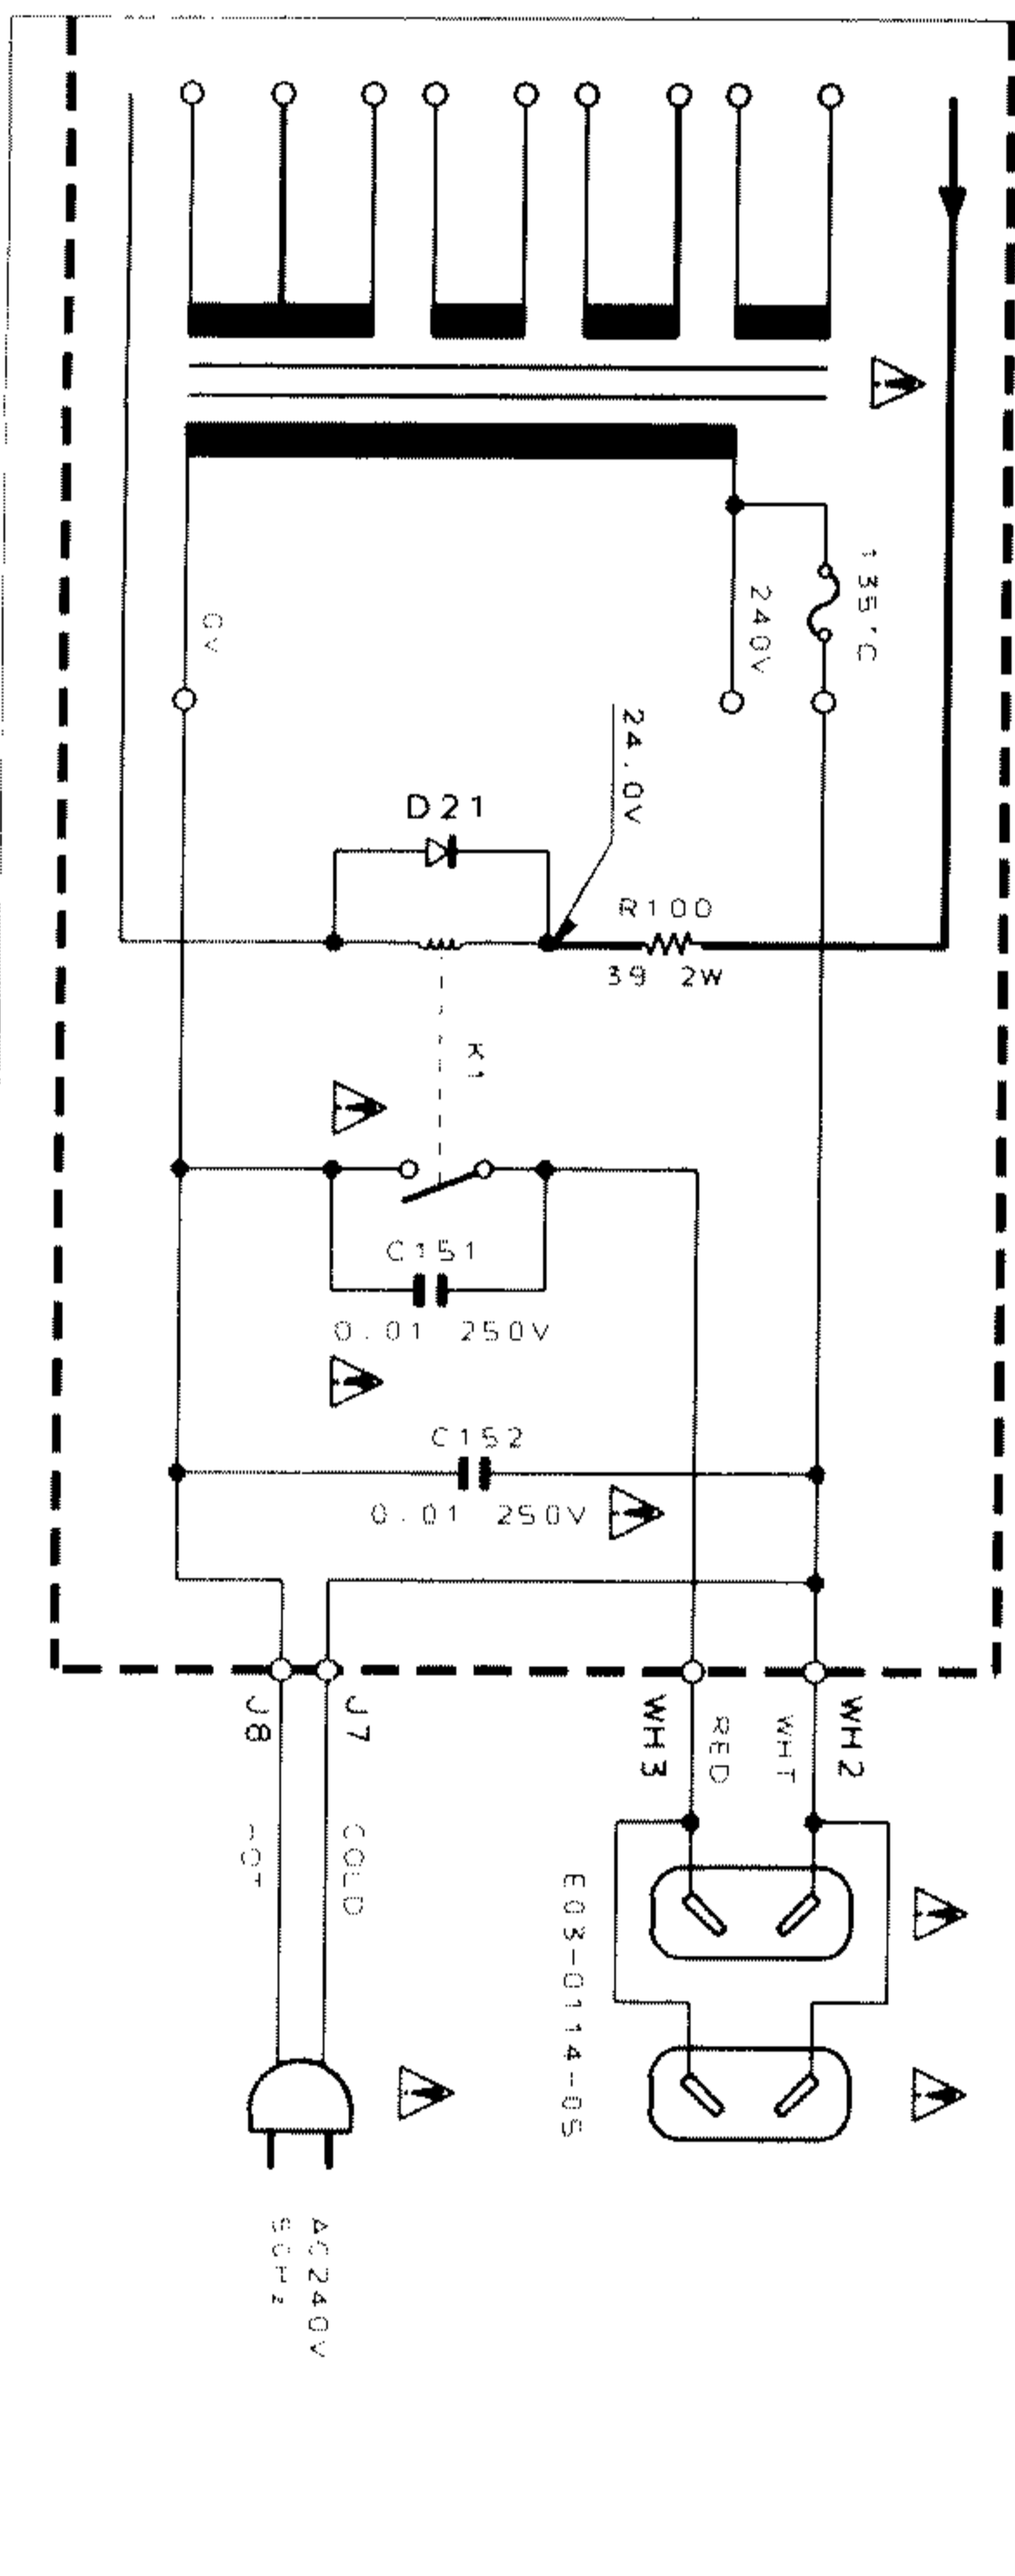 135°C
240V
0V
24.0V
D21
R100
39 2W
K1
C151
0.01 250V
C152
0.01 250V
J8
J7
WH3
RED
WHT
WH2
COLD
E03-0114-05
AC240V